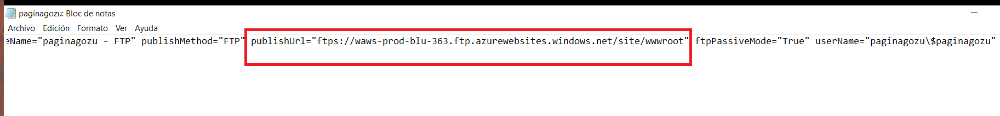 paginagozu: Bloc de notas
Archivo Edición Formato Ver Ayuda
eName="paginagozu - FTP" publishMethod="FTP" publishUrl="ftps://waws-prod-blu-363.ftp.azurewebsites.windows.net/site/wwwroot" ftpPassiveMode="True" userName="paginagozu\$paginagozu"